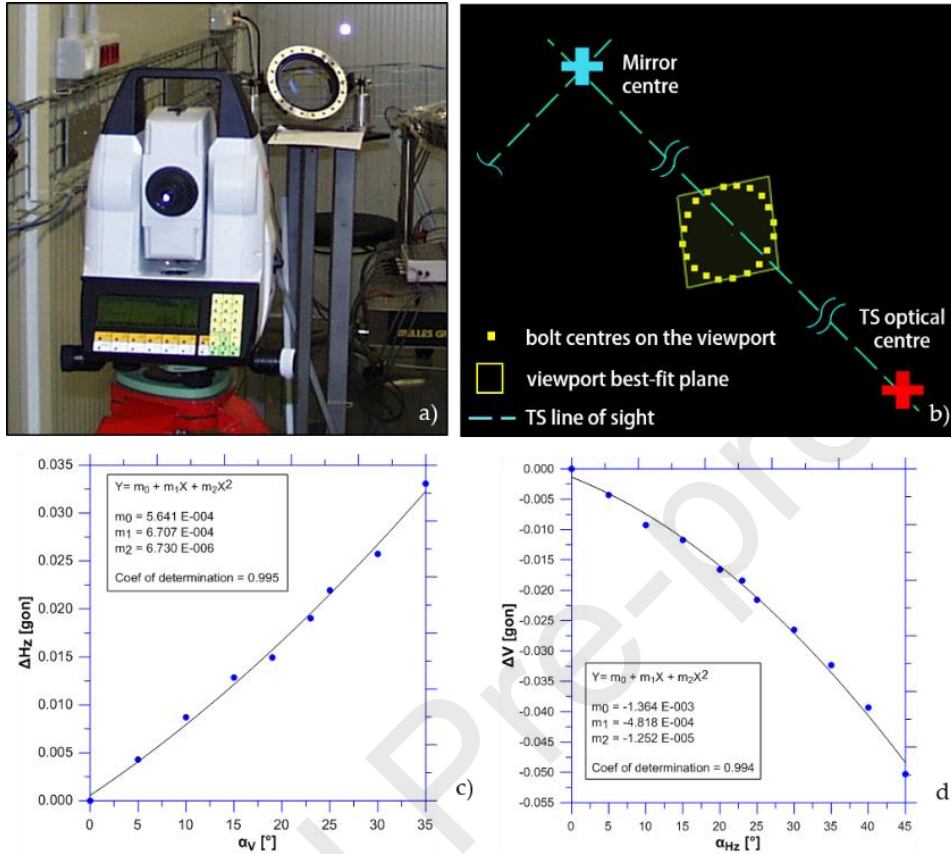 a)
Mirror
centre
TS optical
centre
bolt centres on the viewport
viewport best-fit plane
TS line of sight
b)
0.035
0.030
0.025
0.020
0.015
0.010
0.005
0.000
ΔHz [gon]
Y= m₀ + m₁X + m₂X²
m₀ = 5.641 E-004
m₁ = 6.707 E-004
m₂ = 6.730 E-006
Coef of determination = 0.995
0 5 10 15 20 25 30 35
αV [°]
c)
0.000
-0.005
-0.010
-0.015
-0.020
-0.025
-0.030
-0.035
-0.040
-0.045
-0.050
-0.055
ΔV [gon]
Y= m₀ + m₁X + m₂X²
m₀ = -1.364 E-003
m₁ = -4.818 E-004
m₂ = -1.252 E-005
Coef of determination = 0.994
0 5 10 15 20 25 30 35 40 45
αHz [°]
d
Pre-pro